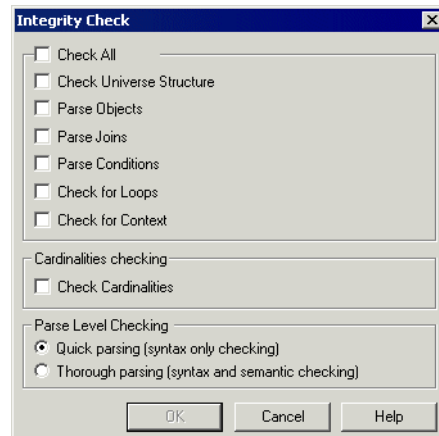 Integrity Check
Check All
Check Universe Structure
Parse Objects
Parse Joins
Parse Conditions
Check for Loops
Check for Context
Cardinalities checking
Check Cardinalities
Parse Level Checking
Quick parsing (syntax only checking)
Thorough parsing (syntax and semantic checking)
OK Cancel Help